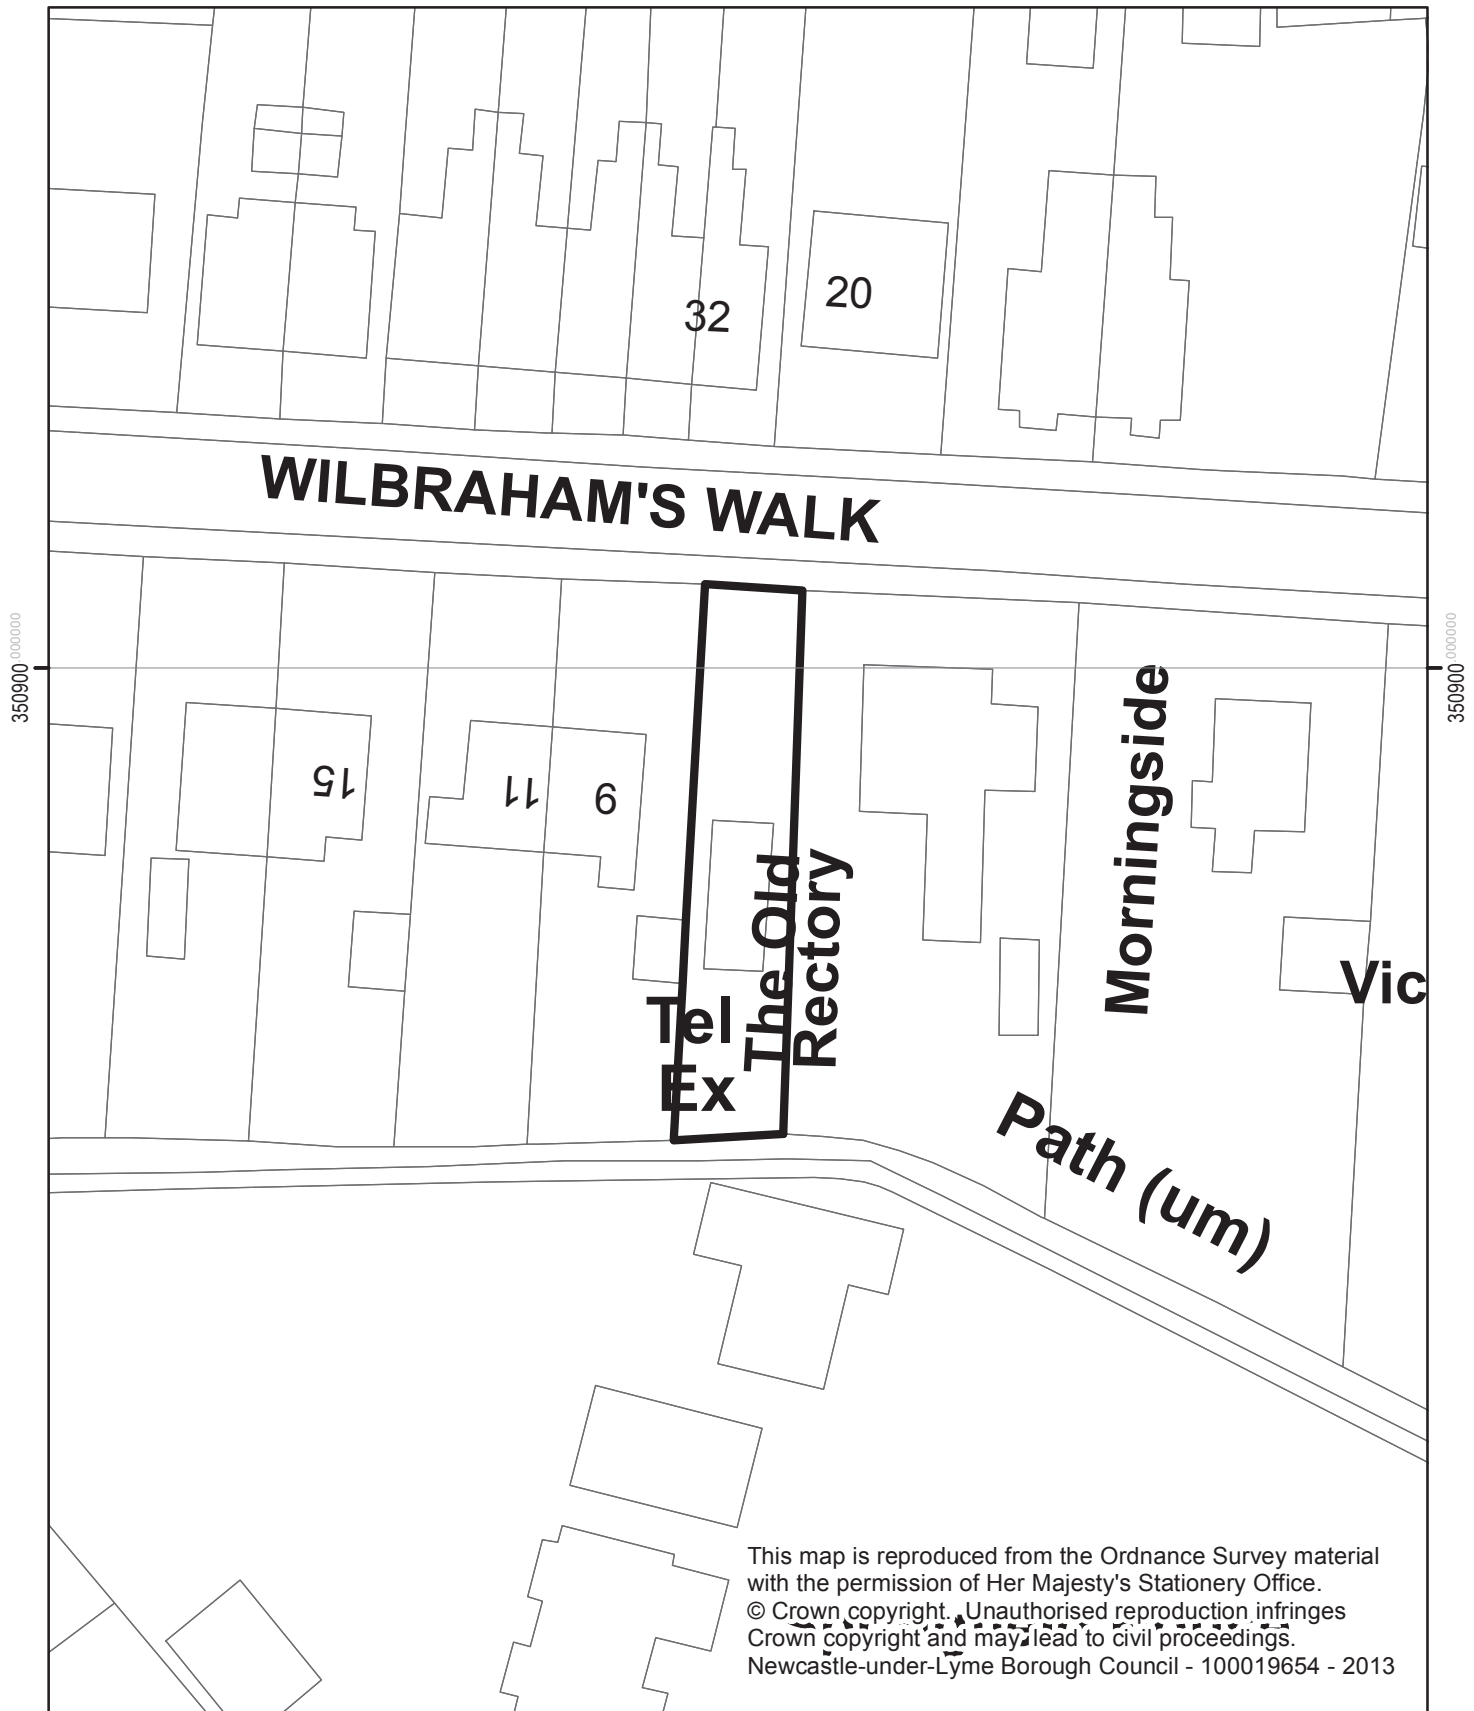 32
20
WILBRAHAM'S WALK
350900.000000
350900.000000
15
11
9
The Old
Rectory
Morningside
Vic
Tel
Ex
Path (um)
This map is reproduced from the Ordnance Survey material
with the permission of Her Majesty's Stationery Office.
© Crown copyright. Unauthorised reproduction infringes
Crown copyright and may lead to civil proceedings.
Newcastle-under-Lyme Borough Council - 100019654 - 2013